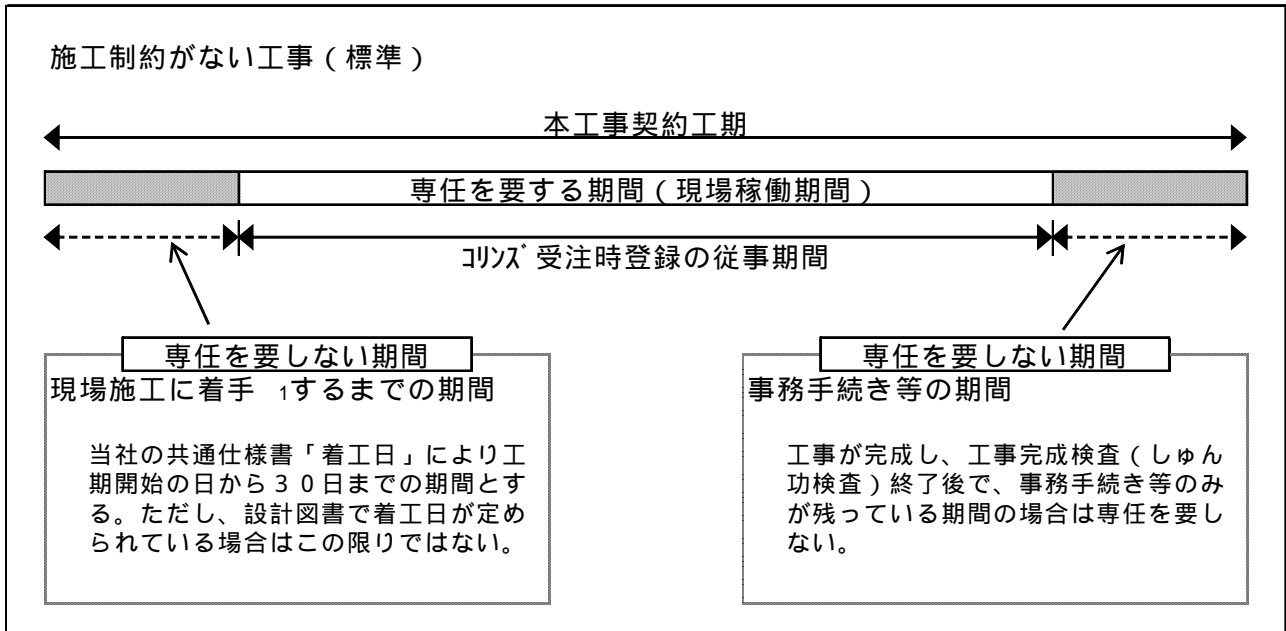 施工制約がない工事（標準）
本工事契約工期
専任を要する期間（現場稼働期間）
ｺﾘﾝｽﾞ受注時登録の従事期間
専任を要しない期間
現場施工に着手 1するまでの期間
当社の共通仕様書「着工日」により工
期開始の日から３０日までの期間とす
る。ただし、設計図書で着工日が定め
られている場合はこの限りではない。
専任を要しない期間
事務手続き等の期間
工事が完成し、工事完成検査（しゅん
功検査）終了後で、事務手続き等のみ
が残っている期間の場合は専任を要し
ない。